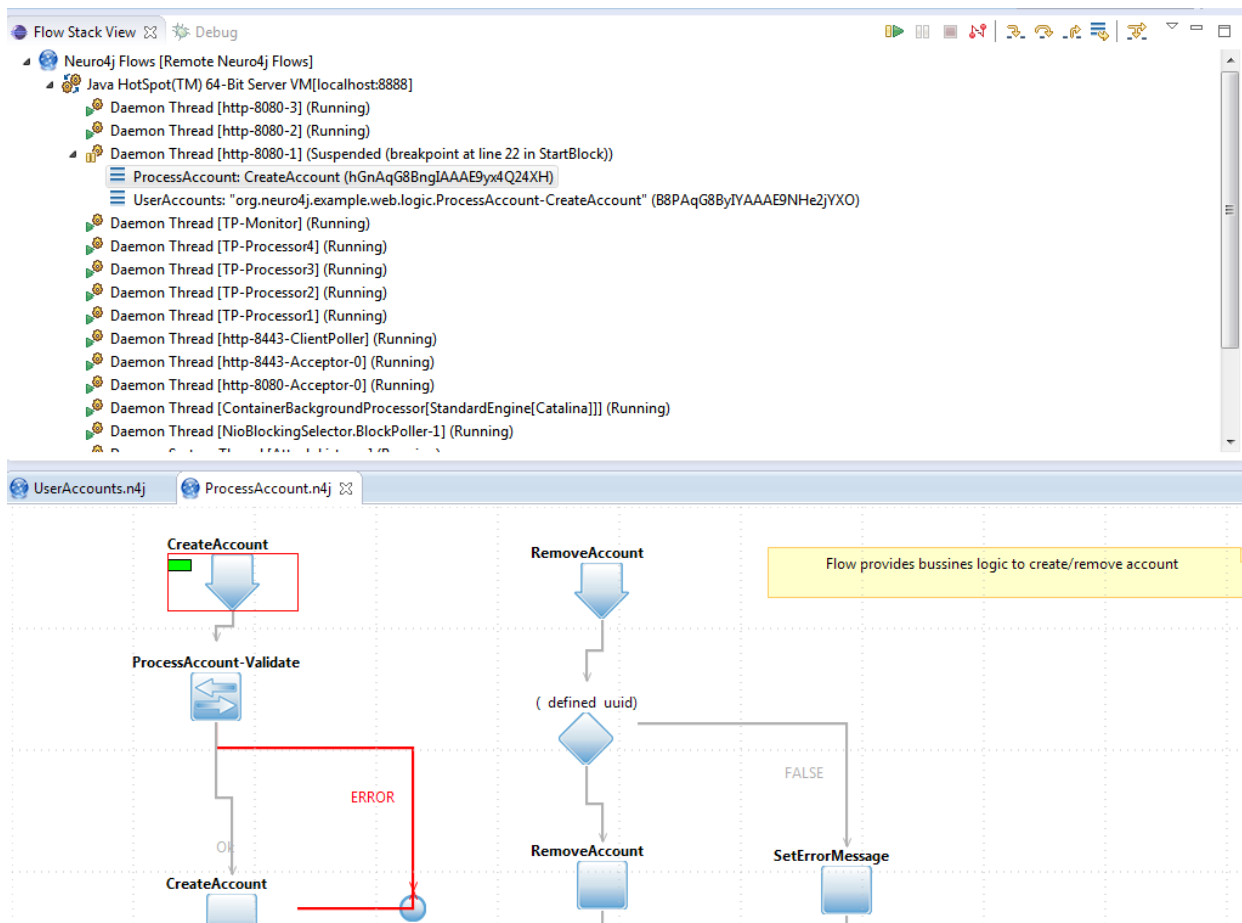 Flow Stack View Debug
Neuro4j Flows [Remote Neuro4j Flows]
Java HotSpot(TM) 64-Bit Server VM[localhost:8888]
Daemon Thread [http-8080-3] (Running)
Daemon Thread [http-8080-2] (Running)
Daemon Thread [http-8080-1] (Suspended (breakpoint at line 22 in StartBlock))
ProcessAccount: CreateAccount (hGnAqG8BngIAAAE9yx4Q24XH)
UserAccounts: "org.neuro4j.example.web.logic.ProcessAccount-CreateAccount" (B8PAqG8ByIYAAAE9NHe2jYXO)
Daemon Thread [TP-Monitor] (Running)
Daemon Thread [TP-Processor4] (Running)
Daemon Thread [TP-Processor3] (Running)
Daemon Thread [TP-Processor2] (Running)
Daemon Thread [TP-Processor1] (Running)
Daemon Thread [http-8443-ClientPoller] (Running)
Daemon Thread [http-8443-Acceptor-0] (Running)
Daemon Thread [http-8080-Acceptor-0] (Running)
Daemon Thread [ContainerBackgroundProcessor[StandardEngine[Catalina]]] (Running)
Daemon Thread [NioBlockingSelector.BlockPoller-1] (Running)
UserAccounts.n4j ProcessAccount.n4j
CreateAccount
RemoveAccount
Flow provides bussines logic to create/remove account
ProcessAccount-Validate
( defined uuid)
FALSE
ERROR
Ok
RemoveAccount
SetErrorMessage
CreateAccount